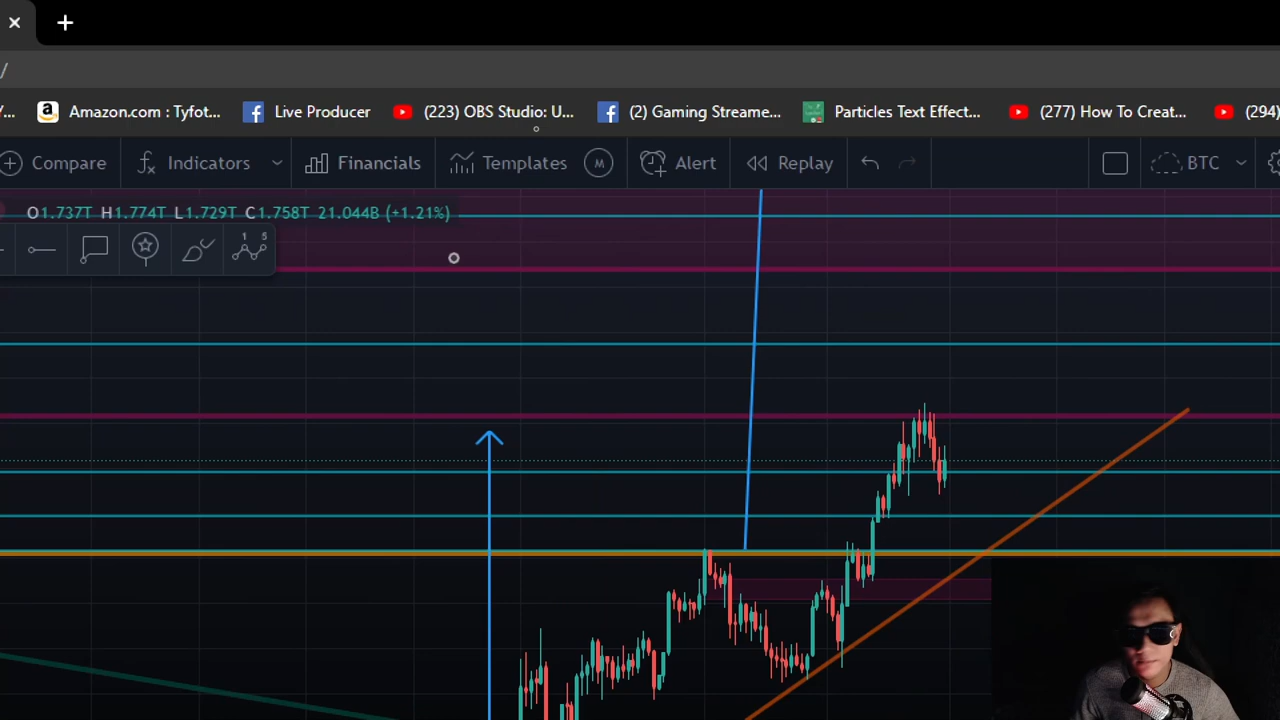 /
Y... Amazon.com : Tyfot... Live Producer (223) OBS Studio: U... (2) Gaming Streame... Particles Text Effect... (277) How To Creat... (294)
Compare Indicators Financials Templates M Alert Replay BTC
O1.737T H1.774T L1.729T C1.758T 21.044B (+1.21%)
1 5